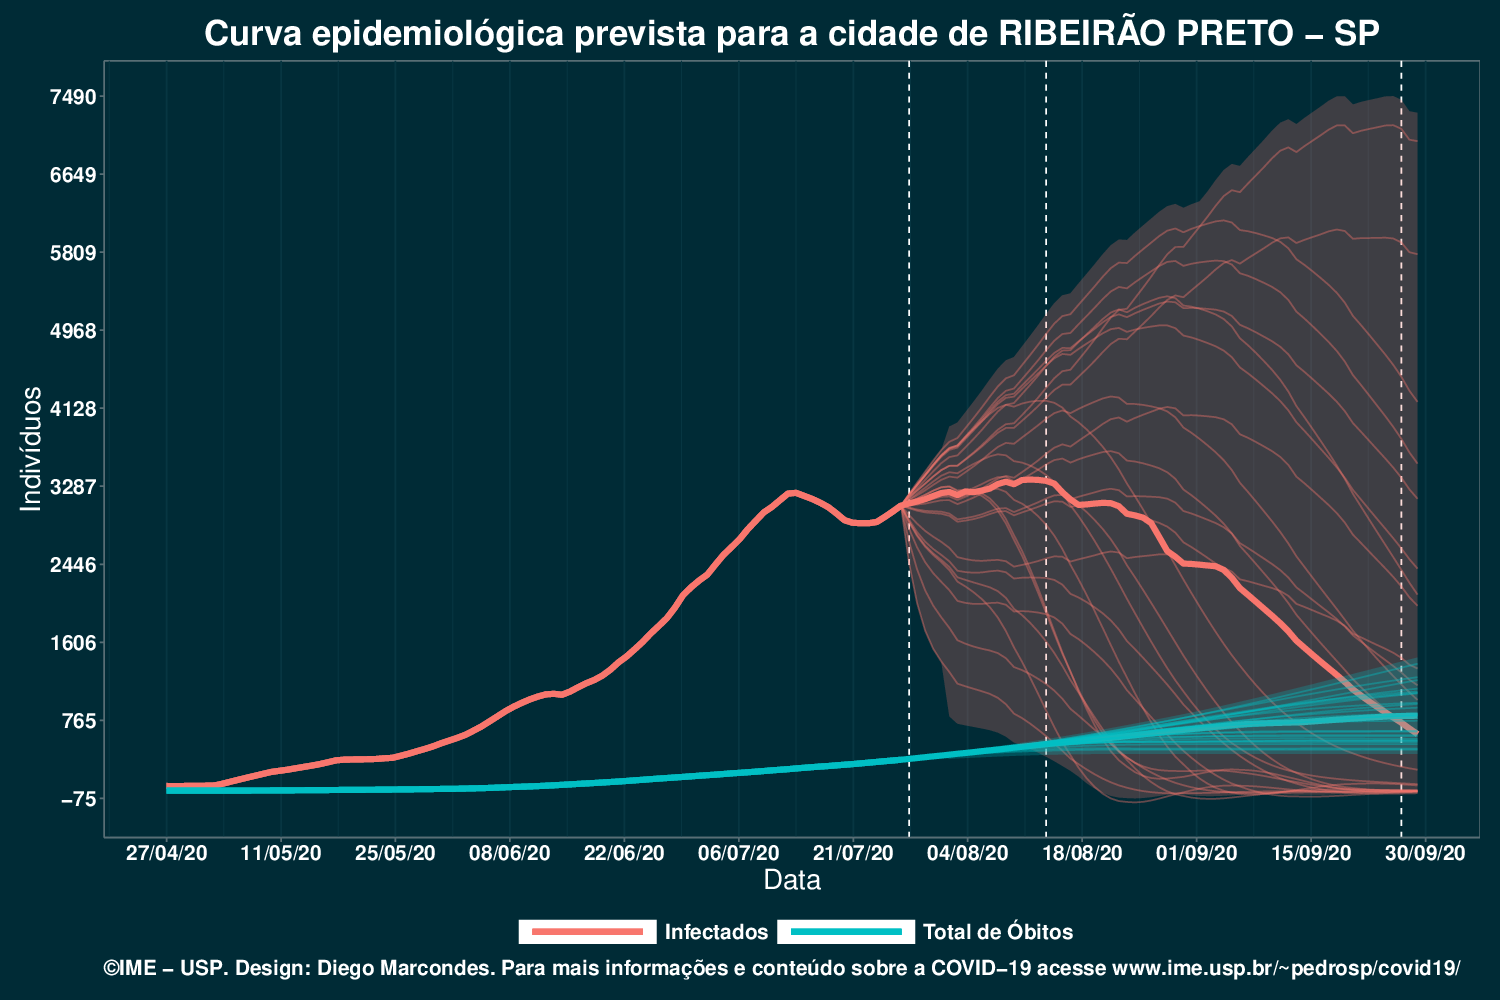 Curva epidemiológica prevista para a cidade de RIBEIRÃO PRETO – SP
7490
6649
5809
4968
4128
3287
2446
1606
765
−75
Indivíduos
27/04/20 11/05/20 25/05/20 08/06/20 22/06/20 06/07/20 21/07/20 04/08/20 18/08/20 01/09/20 15/09/20 30/09/20
Data
Infectados Total de Óbitos
©IME − USP. Design: Diego Marcondes. Para mais informações e conteúdo sobre a COVID−19 acesse www.ime.usp.br/~pedrosp/covid19/